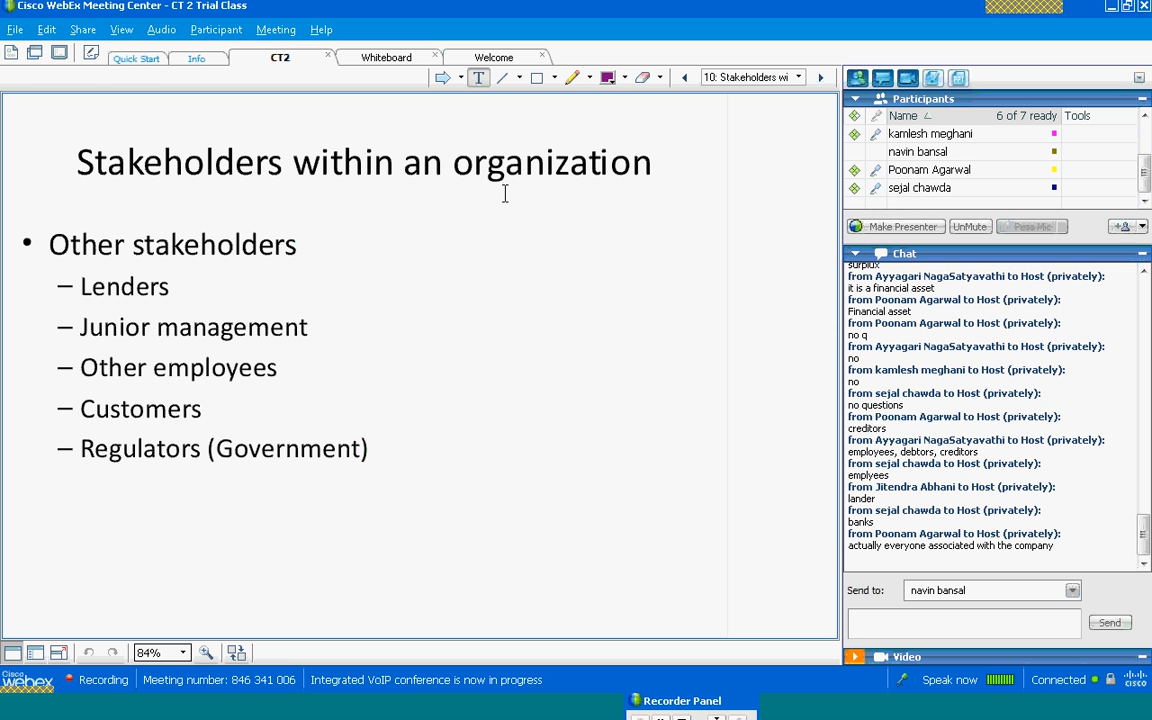 Cisco WebEx Meeting Center - CT 2 Trial Class
File Edit Share View Audio Participant Meeting Help
Quick Start Info CT2 Whiteboard Welcome
T 10: Stakeholders wi
Stakeholders within an organization
• Other stakeholders
– Lenders
– Junior management
– Other employees
– Customers
– Regulators (Government)
84%
Participants
Name 6 of 7 ready Tools
kamlesh meghani
navin bansal
Poonam Agarwal
sejal chawda
Make Presenter UnMute Pass Mic
Chat
surplux
from Ayyagari NagaSatyavathi to Host (privately):
it is a financial asset
from Poonam Agarwal to Host (privately):
Financial asset
from Poonam Agarwal to Host (privately):
no q
from Ayyagari NagaSatyavathi to Host (privately):
no
from kamlesh meghani to Host (privately):
no
from sejal chawda to Host (privately):
no questions
from Poonam Agarwal to Host (privately):
creditors
from Ayyagari NagaSatyavathi to Host (privately):
employees, debtors, creditors
from sejal chawda to Host (privately):
emplyees
from Jitendra Abhani to Host (privately):
lander
from sejal chawda to Host (privately):
banks
from Poonam Agarwal to Host (privately):
actually everyone associated with the company
Send to: navin bansal
Send
Video
Cisco webex Recording Meeting number: 846 341 006 Integrated VoIP conference is now in progress Speak now Connected cisco
Recorder Panel